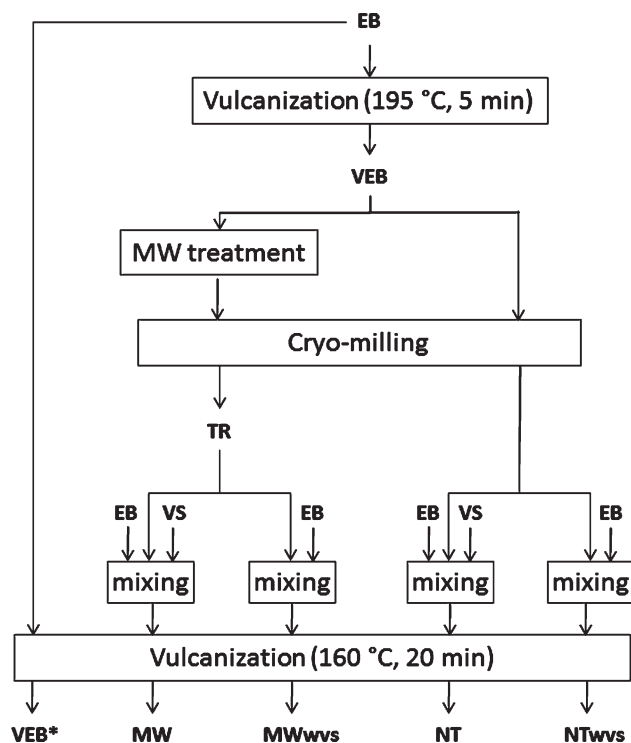 EB
Vulcanization (195 °C, 5 min)
VEB
MW treatment
Cryo-milling
TR
EB VS EB EB VS EB
mixing mixing mixing mixing
Vulcanization (160 °C, 20 min)
VEB* MW MWwvs NT NTwvs